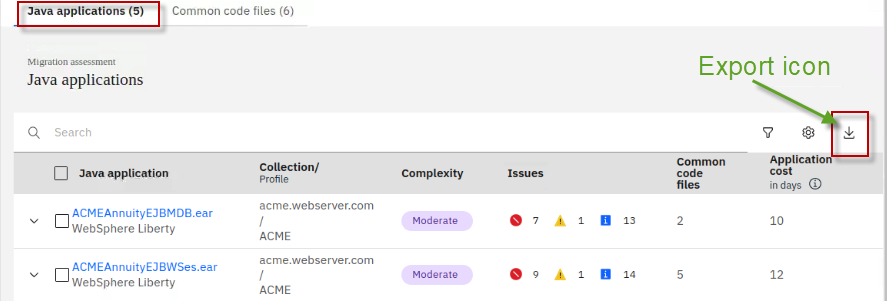 Java applications (5)
Common code files (6)
Migration assessment
Java applications
Export icon
Search
Java application
Collection/
Profile
Complexity
Issues
Common
code
files
Application
cost
in days
ACMEAnnuityEJBMDB.ear
WebSphere Liberty
acme.webserver.com
/
ACME
Moderate
7
1
13
2
10
ACMEAnnuityEJBWSes.ear
WebSphere Liberty
acme.webserver.com
/
ACME
Moderate
9
1
14
5
12